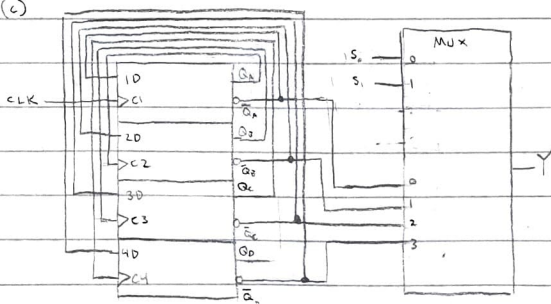 (c)
MUX
1D QA 1S0 0
CLK C1 Q̅A S1 1
2D QB
C2 Q̅B 0
3D QC 1
C3 Q̅C 2
4D QD 3
C4 Q̅
Y